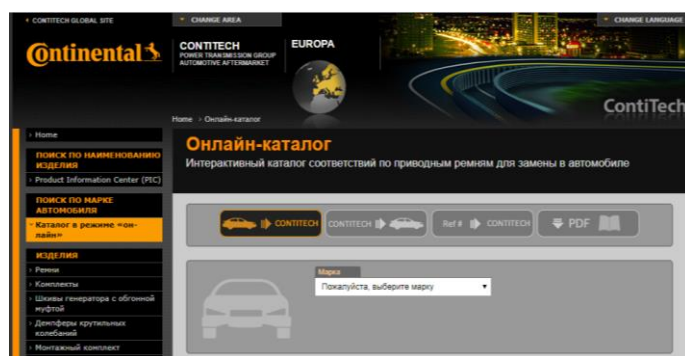 CONTITECH GLOBAL SITE
CHANGE AREA
CHANGE LANGUAGE
Continental
CONTITECH
POWER TRANSMISSION GROUP
AUTOMOTIVE AFTERMARKET
EUROPA
ContiTech
Home > Онлайн-каталог
Home
ПОИСК ПО НАИМЕНОВАНИЮ
ИЗДЕЛИЯ
Product Information Center (PIC)
ПОИСК ПО МАРКЕ
АВТОМОБИЛЯ
Каталог в режиме «он-
лайн»
ИЗДЕЛИЯ
Ремни
Комплекты
Шкивы генератора с обгонной
муфтой
Демпферы крутильных
колебаний
Монтажный комплект
Онлайн-каталог
Интерактивный каталог соответствий по приводным ремням для замены в автомобиле
CONTITECH
CONTITECH
Ref # CONTITECH
PDF
Марка
Пожалуйста, выберите марку